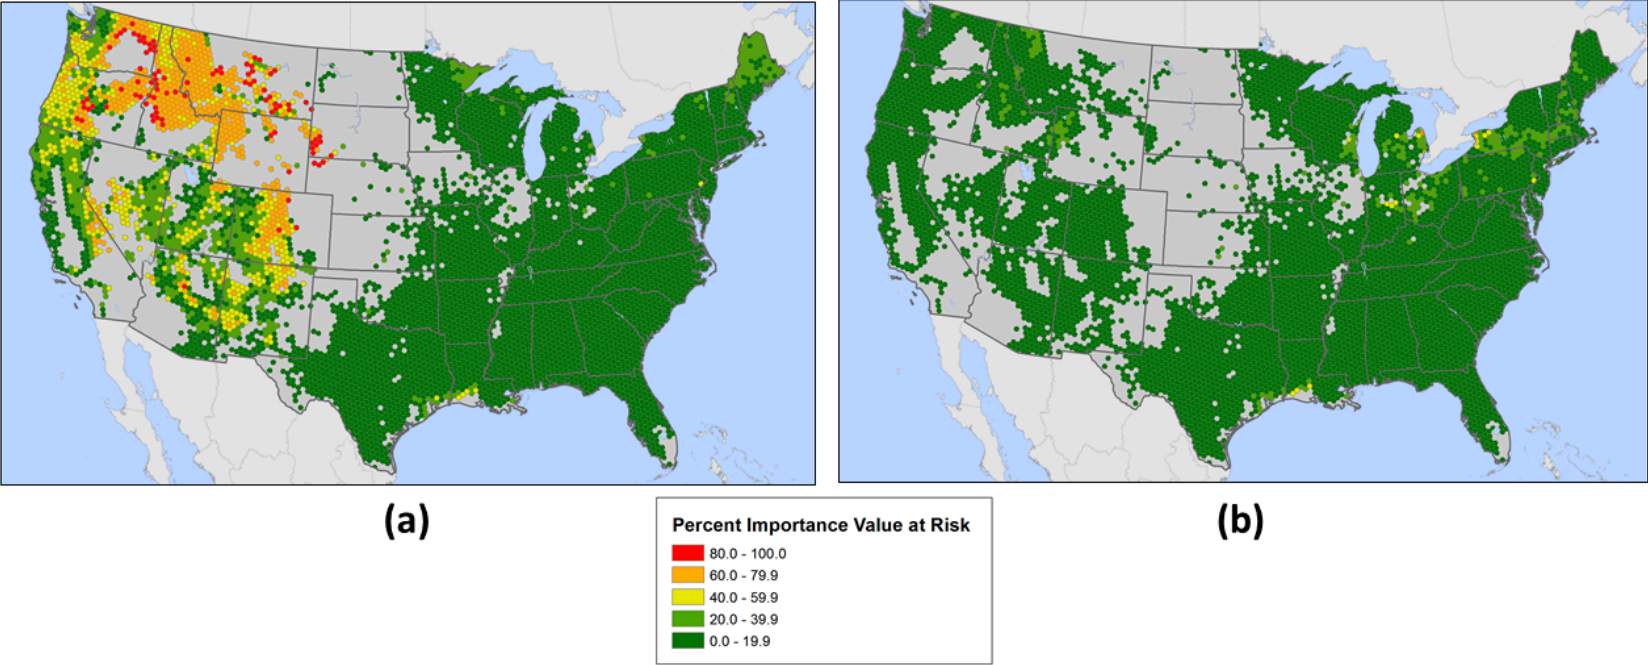 (a)
(b)
Percent Importance Value at Risk
80.0 - 100.0
60.0 - 79.9
40.0 - 59.9
20.0 - 39.9
0.0 - 19.9